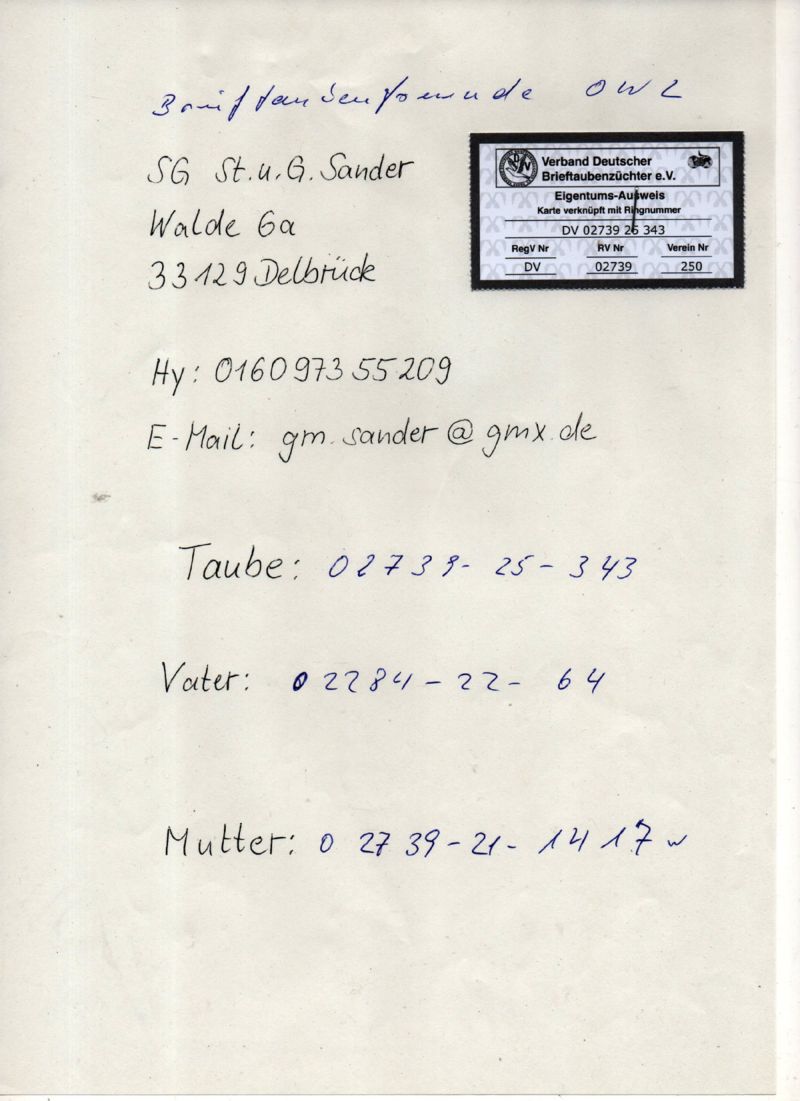 Brieftaubenfreunde OWL
SG St.u.G. Sander
Walde 6a
33129 Delbrück
Verband Deutscher
Brieftaubenzüchter e.V.
Eigentums-Ausweis
Karte verknüpft mit Ringnummer
DV 02739 25 343
RegV Nr RV Nr Verein Nr
DV 02739 250
Hy: 0160 973 55 209
E-Mail: gm.sander@gmx.de
Taube: 02739-25-343
Vater: 02284-22-64
Mutter: 02739-21-1417 w